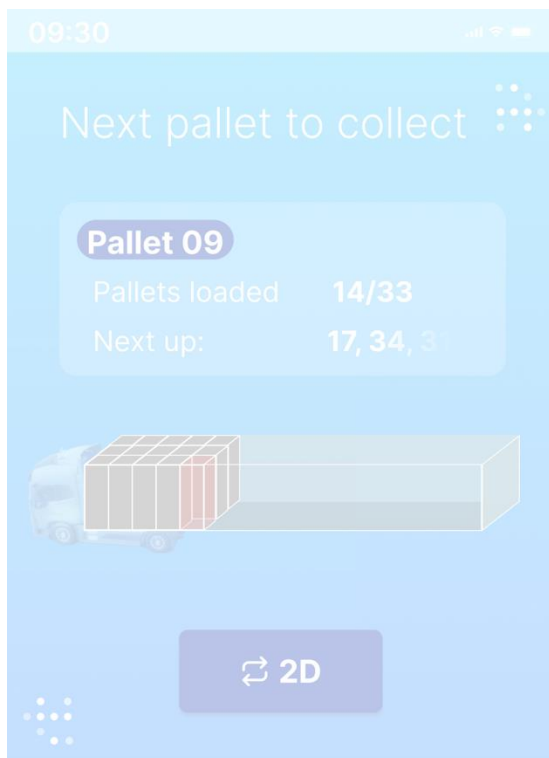 09:30
Next pallet to collect
Pallet 09
Pallets loaded 14/33
Next up: 17, 34,
2D